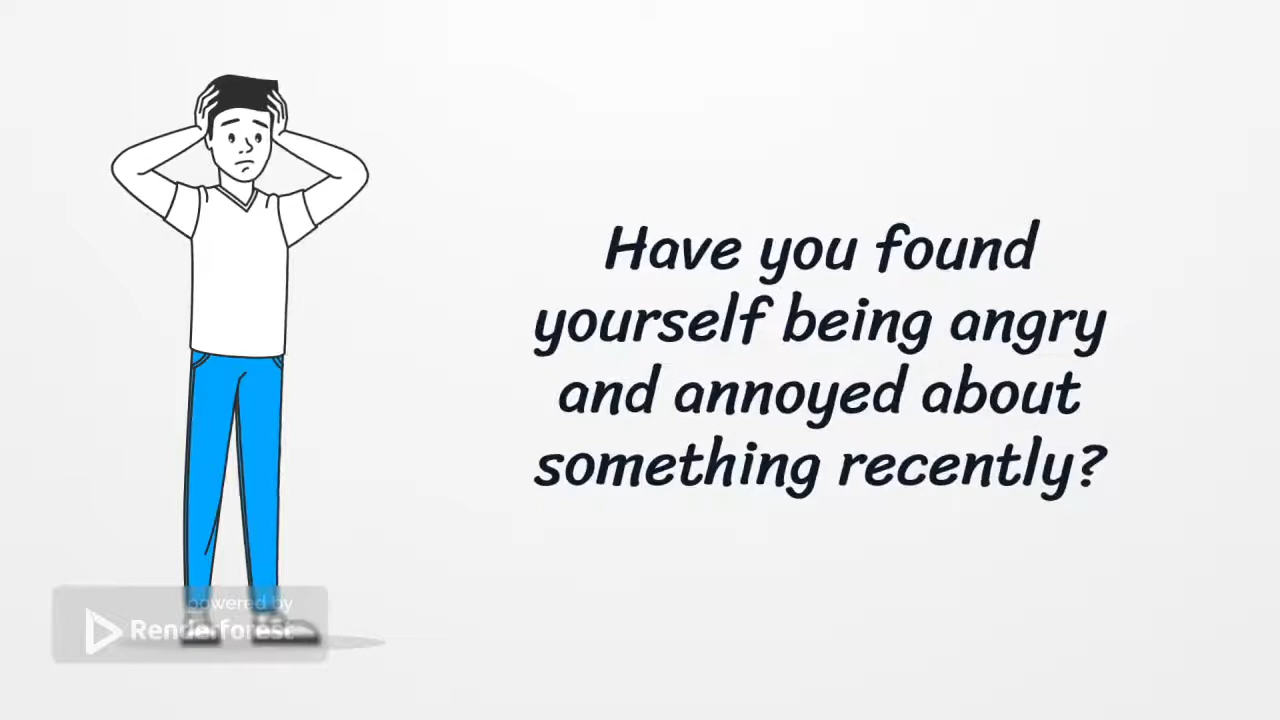 Have you found
yourself being angry
and annoyed about
something recently?
powered by
Renderforest